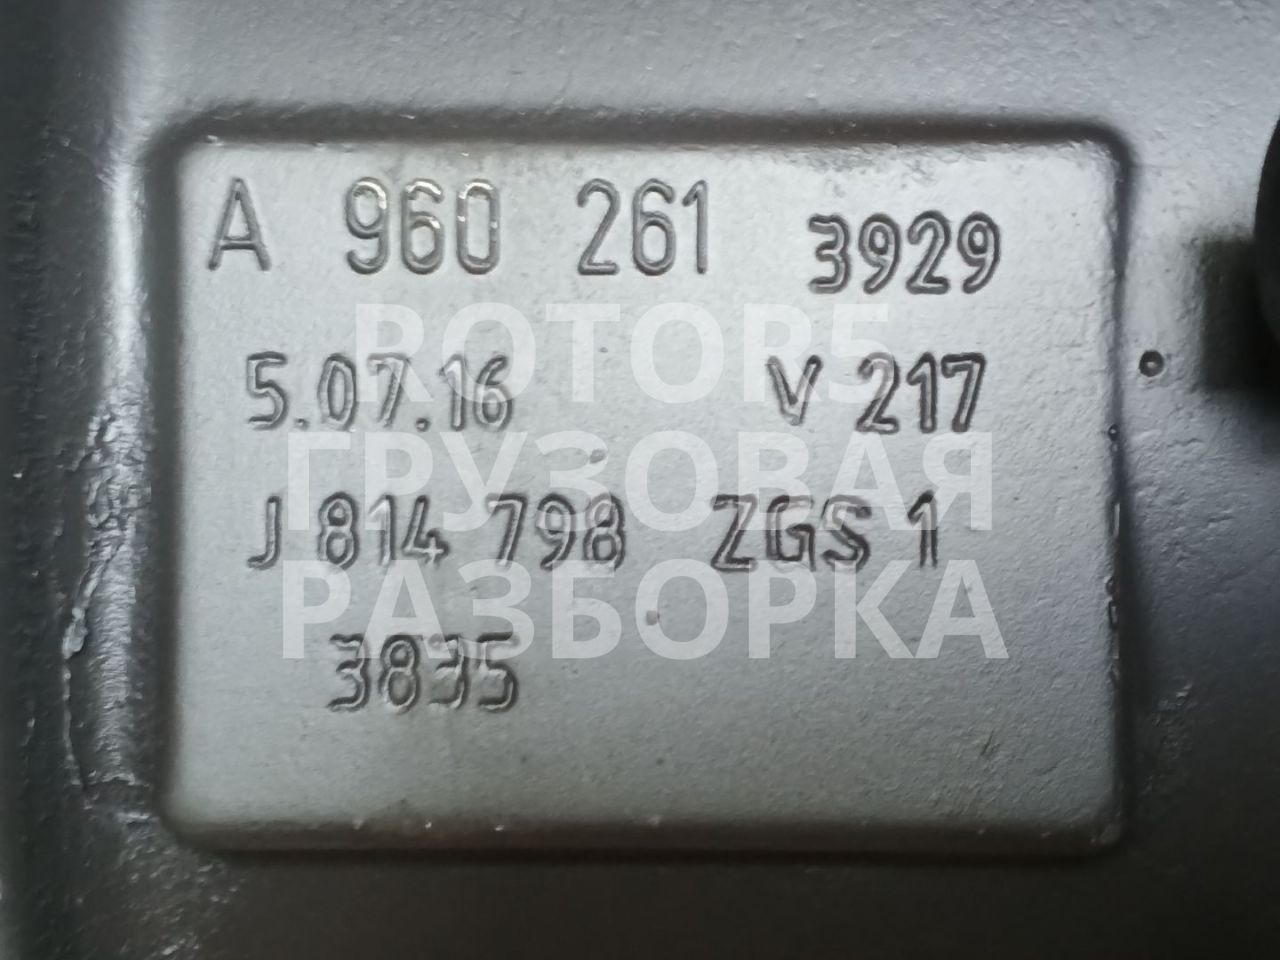 A 960 261 3929
ROTOR5
5.07.16 V 217
ГРУЗОВАЯ
J 814 798 ZGS 1
РАЗБОРКА
3835